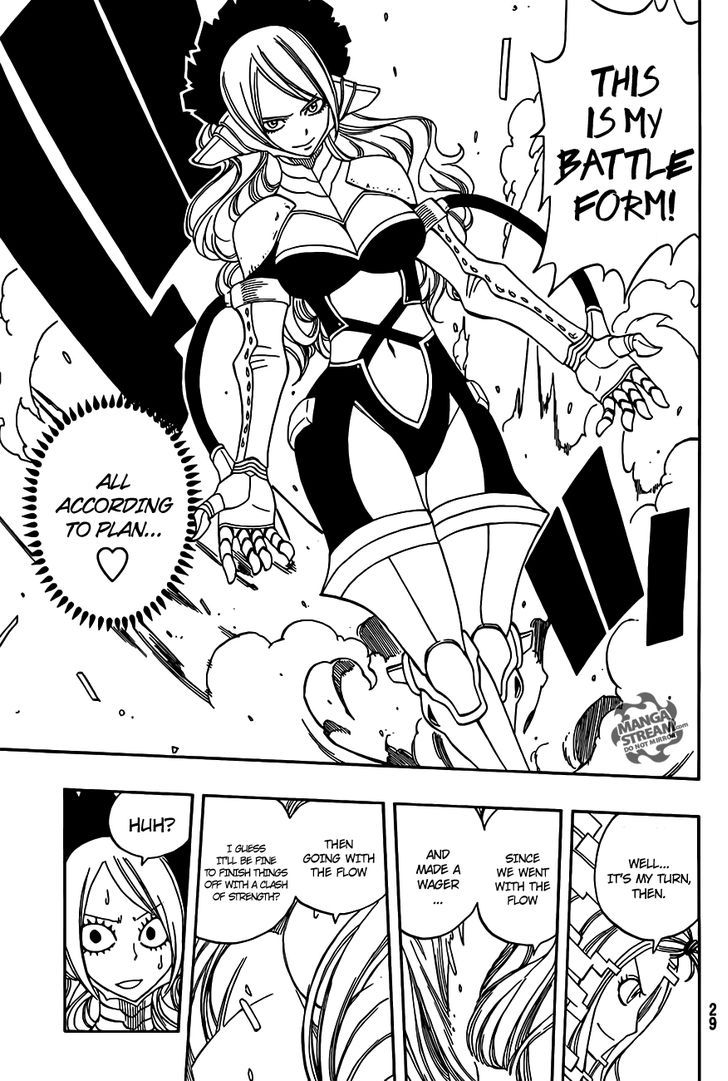 THIS
IS MY
BATTLE
FORM!
ALL
ACCORDING
TO PLAN...
♡
MANGA
STREAM.com
DO NOT MIRROR
WELL...
IT'S MY TURN,
THEN.
SINCE
WE WENT
WITH THE
FLOW
AND
MADE A
WAGER
...
THEN
GOING WITH
THE FLOW
I GUESS
IT'LL BE FINE
TO FINISH THINGS
OFF WITH A CLASH
OF STRENGTH?
HUH?
29